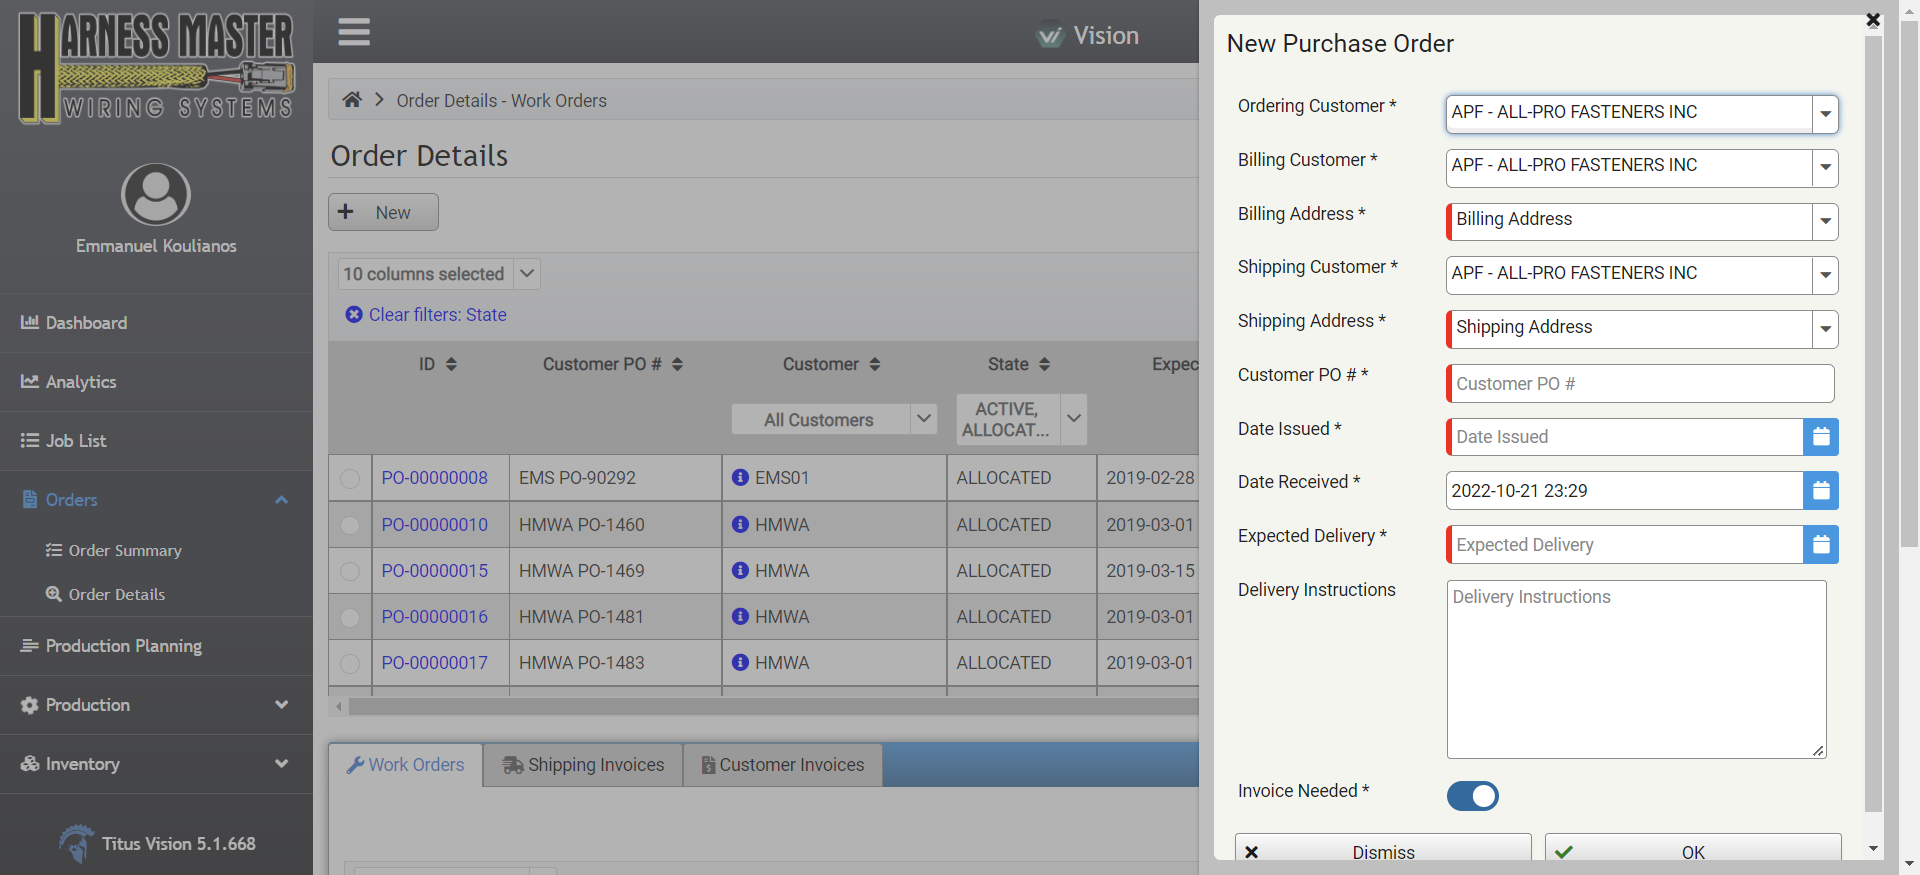 HARNESS MASTER
WIRING SYSTEMS
Emmanuel Koulianos
Dashboard
Analytics
Job List
Orders
Order Summary
Order Details
Production Planning
Production
Inventory
Titus Vision 5.1.668
Vision
Order Details - Work Orders
Order Details
New
10 columns selected
Clear filters: State
ID Customer PO # Customer State Expec
All Customers ACTIVE,
ALLOCAT...
PO-00000008 EMS PO-90292 EMS01 ALLOCATED 2019-02-28
PO-00000010 HMWA PO-1460 HMWA ALLOCATED 2019-03-01
PO-00000015 HMWA PO-1469 HMWA ALLOCATED 2019-03-15
PO-00000016 HMWA PO-1481 HMWA ALLOCATED 2019-03-01
PO-00000017 HMWA PO-1483 HMWA ALLOCATED 2019-03-01
Work Orders Shipping Invoices Customer Invoices
New Purchase Order
Ordering Customer * APF - ALL-PRO FASTENERS INC
Billing Customer * APF - ALL-PRO FASTENERS INC
Billing Address * Billing Address
Shipping Customer * APF - ALL-PRO FASTENERS INC
Shipping Address * Shipping Address
Customer PO # * Customer PO #
Date Issued * Date Issued
Date Received * 2022-10-21 23:29
Expected Delivery * Expected Delivery
Delivery Instructions Delivery Instructions
Invoice Needed *
Dismiss OK